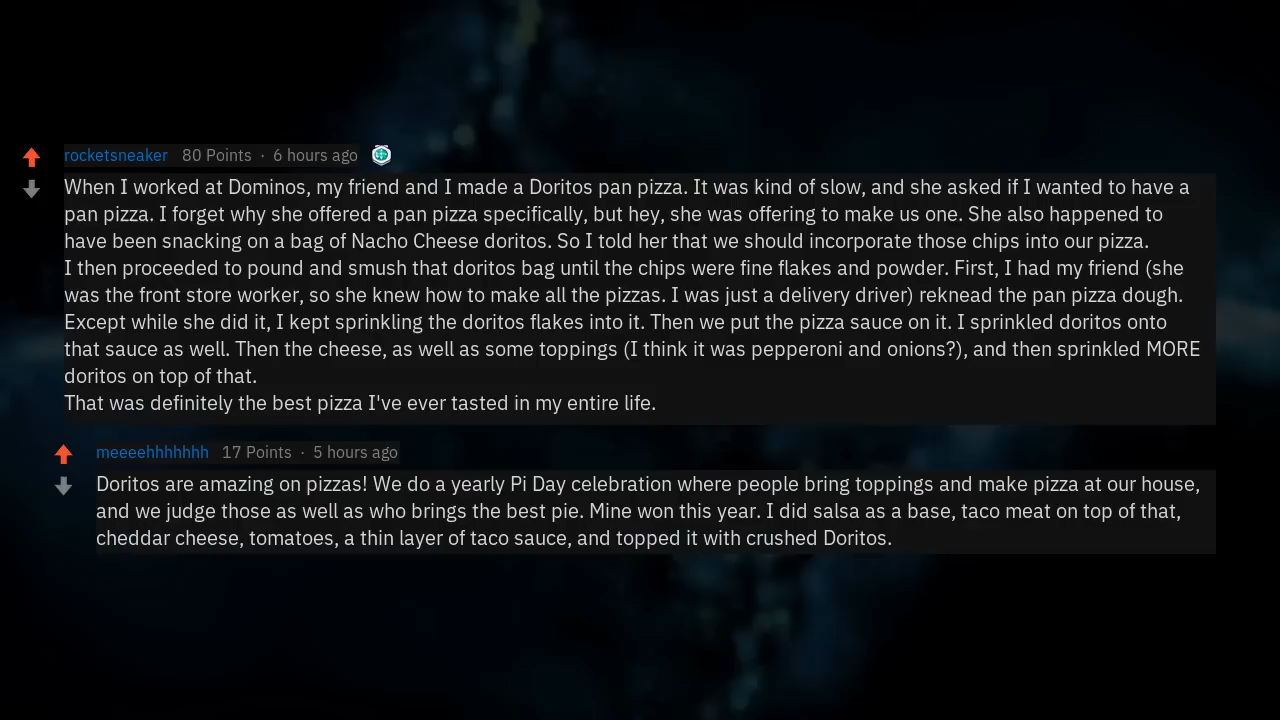 rocketsneaker 80 Points · 6 hours ago
When I worked at Dominos, my friend and I made a Doritos pan pizza. It was kind of slow, and she asked if I wanted to have a
pan pizza. I forget why she offered a pan pizza specifically, but hey, she was offering to make us one. She also happened to
have been snacking on a bag of Nacho Cheese doritos. So I told her that we should incorporate those chips into our pizza.
I then proceeded to pound and smush that doritos bag until the chips were fine flakes and powder. First, I had my friend (she
was the front store worker, so she knew how to make all the pizzas. I was just a delivery driver) reknead the pan pizza dough.
Except while she did it, I kept sprinkling the doritos flakes into it. Then we put the pizza sauce on it. I sprinkled doritos onto
that sauce as well. Then the cheese, as well as some toppings (I think it was pepperoni and onions?), and then sprinkled MORE
doritos on top of that.
That was definitely the best pizza I've ever tasted in my entire life.
meeeehhhhhhh 17 Points · 5 hours ago
Doritos are amazing on pizzas! We do a yearly Pi Day celebration where people bring toppings and make pizza at our house,
and we judge those as well as who brings the best pie. Mine won this year. I did salsa as a base, taco meat on top of that,
cheddar cheese, tomatoes, a thin layer of taco sauce, and topped it with crushed Doritos.